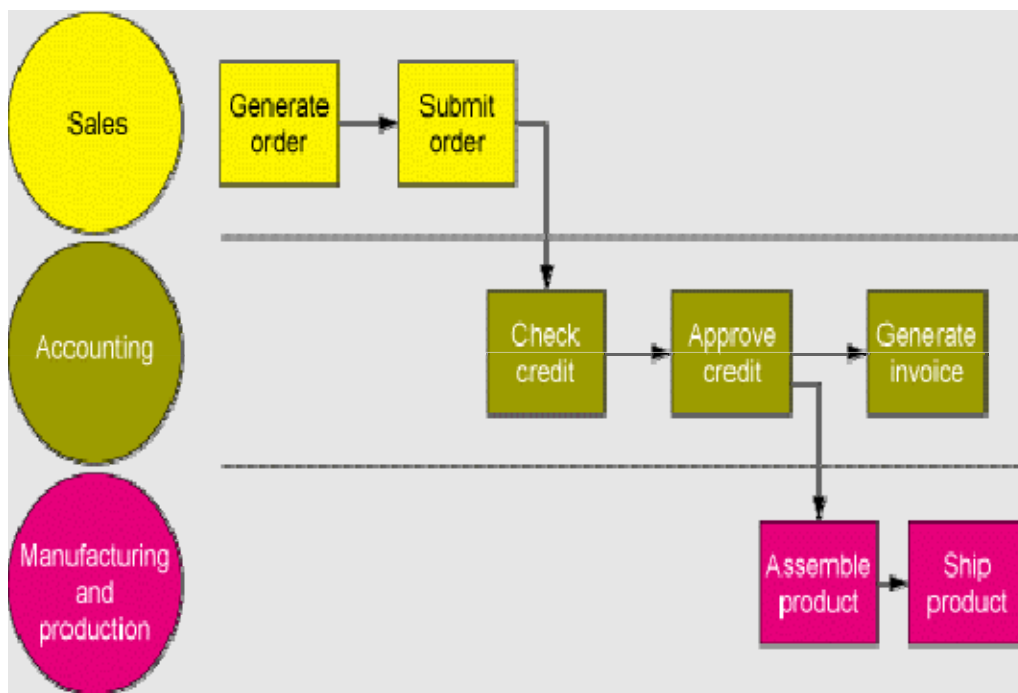 Sales
Generate
order
Submit
order
Accounting
Check
credit
Approve
credit
Generate
invoice
Manufacturing
and
production
Assemble
product
Ship
product